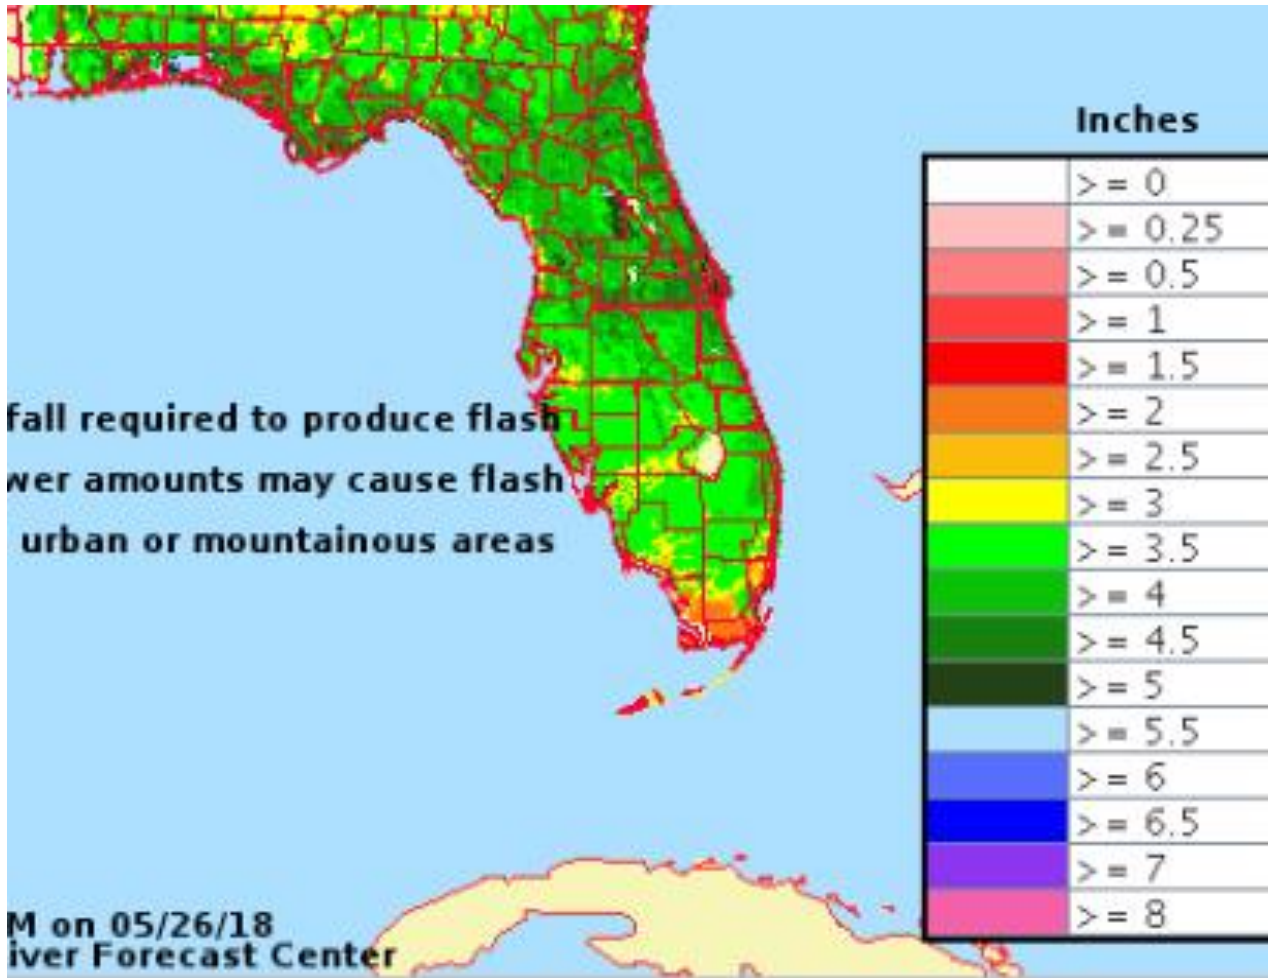 Inches
>= 0
>= 0.25
>= 0.5
>= 1
>= 1.5
>= 2
>= 2.5
>= 3
>= 3.5
>= 4
>= 4.5
>= 5
>= 5.5
>= 6
>= 6.5
>= 7
>= 8
fall required to produce flash
wer amounts may cause flash
urban or mountainous areas
M on 05/26/18
iver Forecast Center